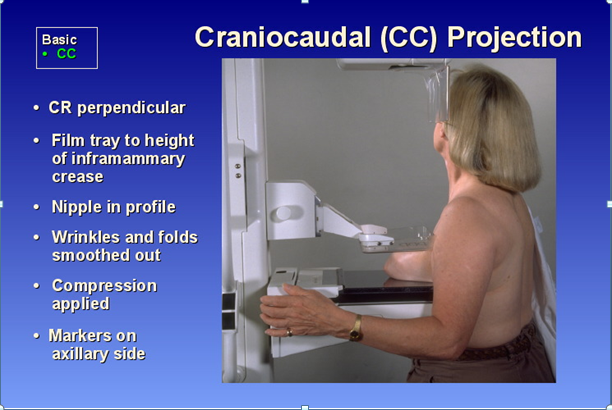 Basic
• CC
Craniocaudal (CC) Projection
• CR perpendicular
• Film tray to height
of inframammary
crease
• Nipple in profile
• Wrinkles and folds
smoothed out
• Compression
applied
• Markers on
axillary side